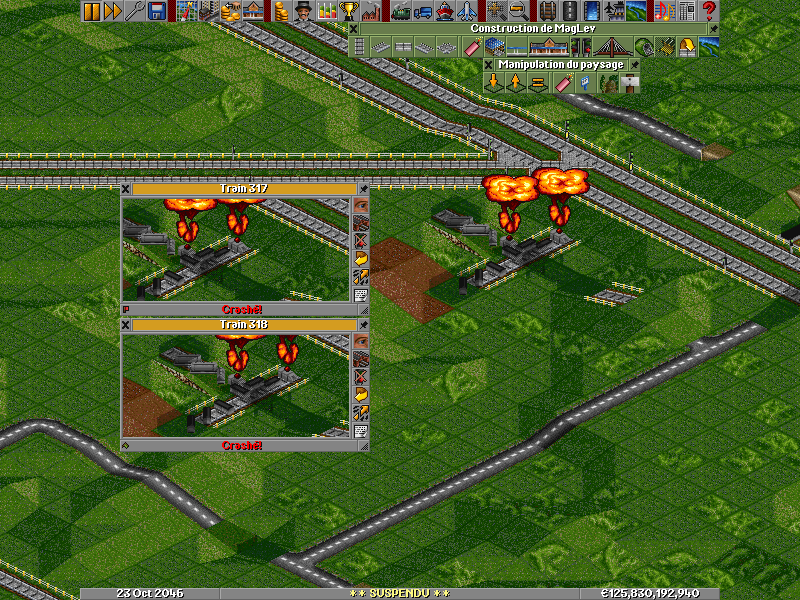 Construction de MagLev
Manipulation du paysage
Train 317
Crashé!
Train 318
Crashé!
23 Oct 2046
** SUSPENDU **
€125,830,192,940